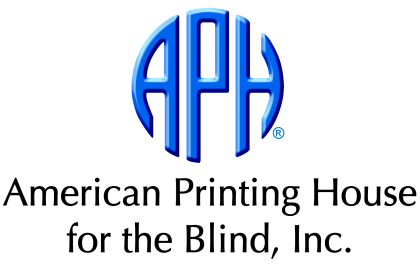 APH®
American Printing House
for the Blind, Inc.